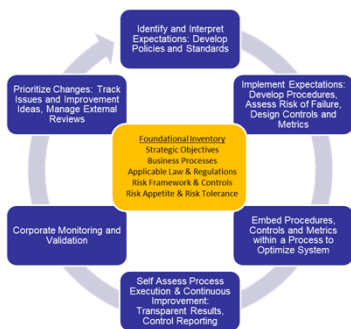 Identify and Interpret
Expectations: Develop
Policies and Standards
Implement Expectations:
Develop Procedures,
Assess Risk of Failure,
Design Controls and
Metrics
Embed Procedures,
Controls and Metrics
within a Process to
Optimize System
Self Assess Process
Execution & Continuous
Improvement:
Transparent Results,
Control Reporting
Corporate Monitoring and
Validation
Prioritize Changes: Track
Issues and Improvement
Ideas, Manage External
Reviews
Foundational Inventory
Strategic Objectives
Business Processes
Applicable Law & Regulations
Risk Framework & Controls
Risk Appetite & Risk Tolerance